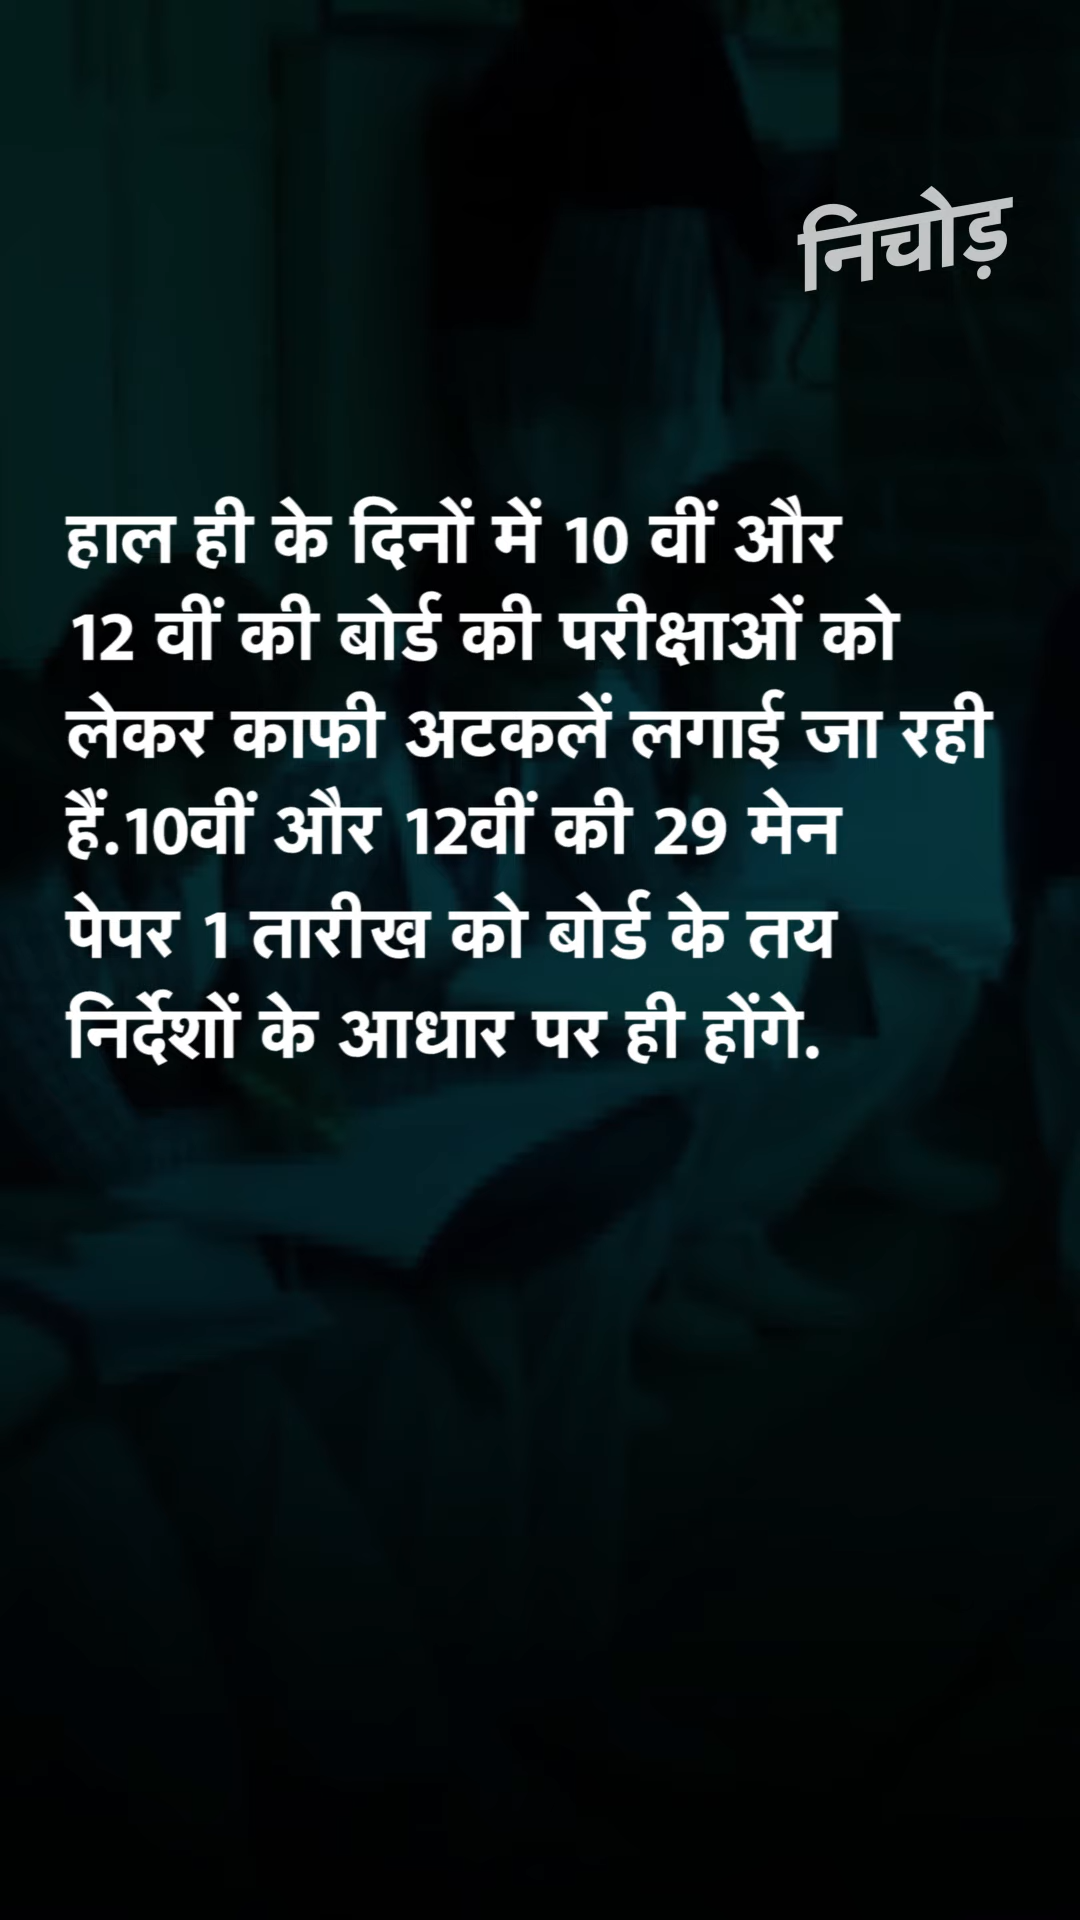 निचोड़
हाल ही के दिनों में 10 वीं और
12 वीं की बोर्ड की परीक्षाओं को
लेकर काफी अटकलें लगाई जा रही
हैं.10वीं और 12वीं की 29 मेन
पेपर 1 तारीख को बोर्ड के तय
निर्देशों के आधार पर ही होंगे.